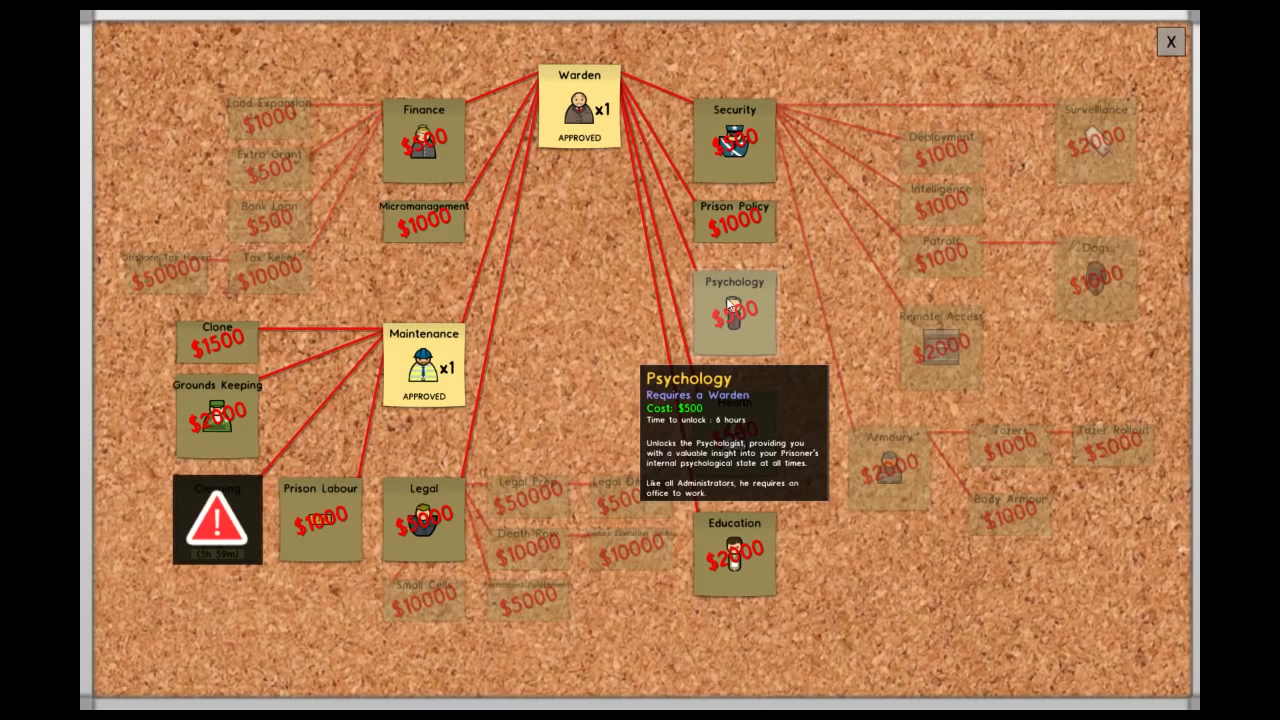 X
Warden
x1
APPROVED
Finance
$500
Micromanagement
$1000
Land Expansion
$1000
Extra Grant
$500
Bank Loan
$500
Offshore Tax Haven
$50000
Tax Relief
$10000
Security
$500
Prison Policy
$1000
Psychology
$500
Deployment
$1000
Intelligence
$1000
Patrols
$1000
Surveillance
$2000
Dogs
$1000
Remote Access
$2000
Clone
$1500
Grounds Keeping
$2000
Maintenance
x1
APPROVED
Psychology
Requires a Warden
Cost: $500
Time to unlock : 6 hours
Unlocks the Psychologist, providing you
with a valuable insight into your Prisoner's
internal psychological state at all times.
Like all Administrators, he requires an
office to work.
Health
Armoury
$2000
Tazers
$1000
Tazer Rollout
$5000
Body Armour
$1000
Cleaning
(5h 59m)
Prison Labour
$1000
Legal
$5000
Legal Prep
$50000
Legal De
Death Row
$10000
$10000
Small Cells
$10000
$5000
Education
$2000